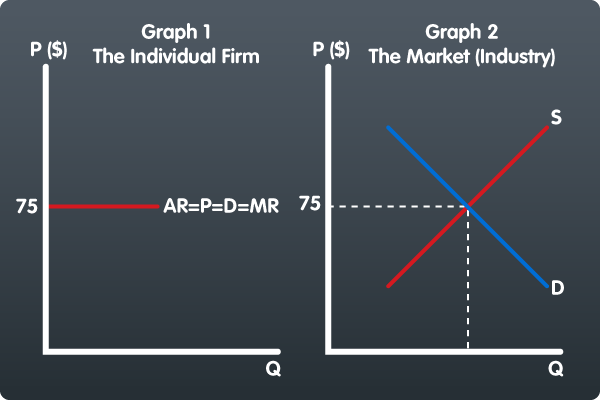 Graph 1
The Individual Firm
P ($)
75
AR=P=D=MR
Q
Graph 2
The Market (Industry)
P ($)
S
75
D
Q